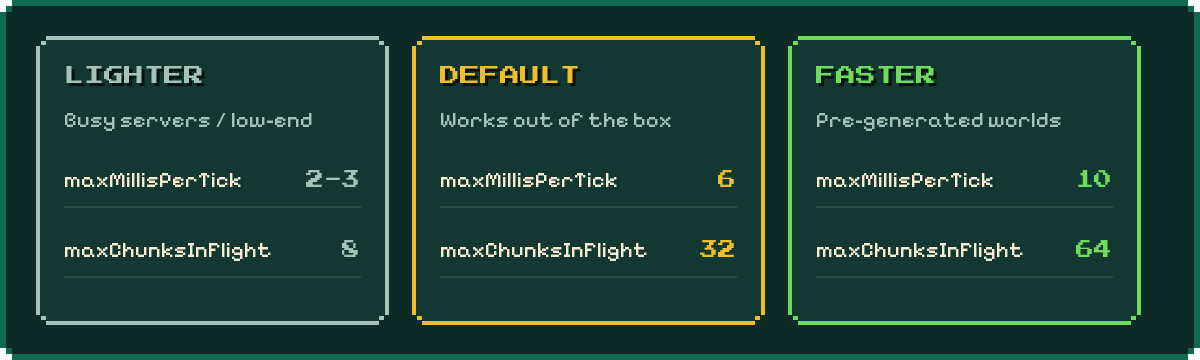 LIGHTER
Busy servers / low-end
maxMillisPerTick 2-3
maxChunksInFlight 8
DEFAULT
Works out of the box
maxMillisPerTick 6
maxChunksInFlight 32
FASTER
Pre-generated worlds
maxMillisPerTick 10
maxChunksInFlight 64